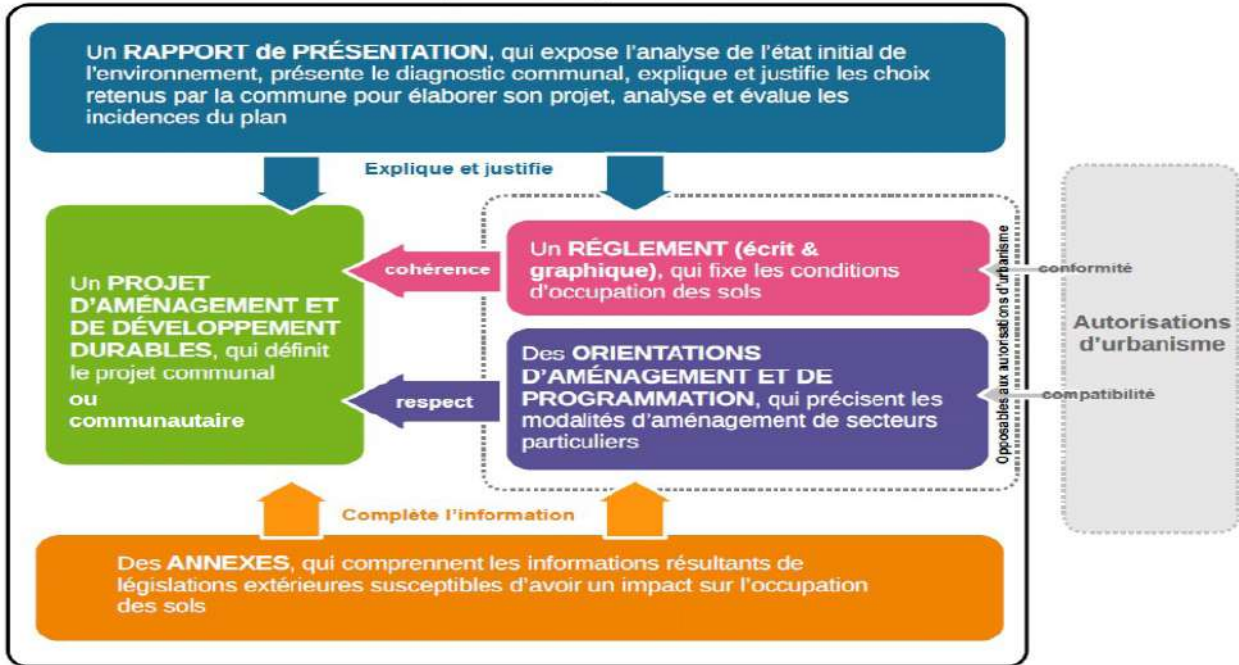 Un RAPPORT de PRÉSENTATION, qui expose l'analyse de l'état initial de
l'environnement, présente le diagnostic communal, explique et justifie les choix
retenus par la commune pour élaborer son projet, analyse et évalue les
incidences du plan
Explique et justifie
Un PROJET
D'AMÉNAGEMENT ET
DE DÉVELOPPEMENT
DURABLES, qui définit
le projet communal
ou
communautaire
cohérence
respect
Un RÉGLEMENT (écrit &
graphique), qui fixe les conditions
d'occupation des sols
Des ORIENTATIONS
D'AMÉNAGEMENT ET DE
PROGRAMMATION, qui précisent les
modalités d'aménagement de secteurs
particuliers
Opposables aux autorisations d'urbanisme
conformité
Autorisations
d'urbanisme
compatibilité
Complète l'information
Des ANNEXES, qui comprennent les informations résultants de
législations extérieures susceptibles d'avoir un impact sur l'occupation
des sols